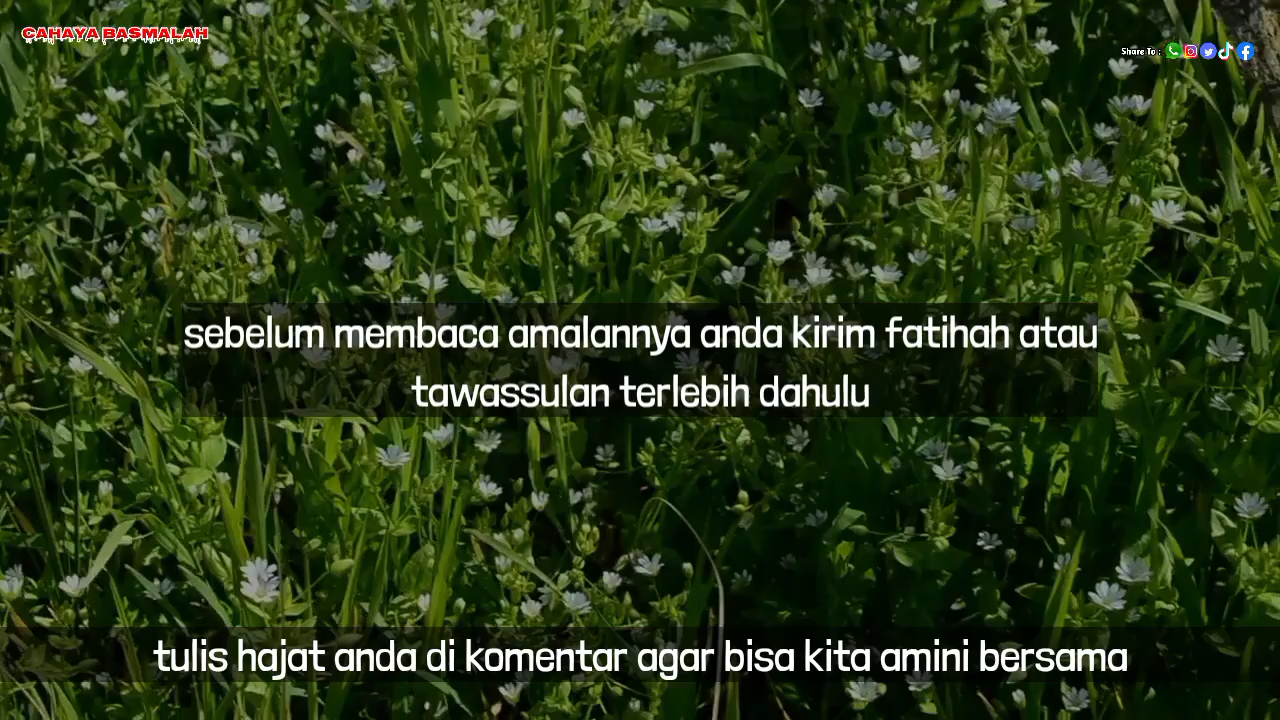 CAHAYA BASMALAH
Share To :
sebelum membaca amalannya anda kirim fatihah atau
tawassulan terlebih dahulu
tulis hajat anda di komentar agar bisa kita amini bersama